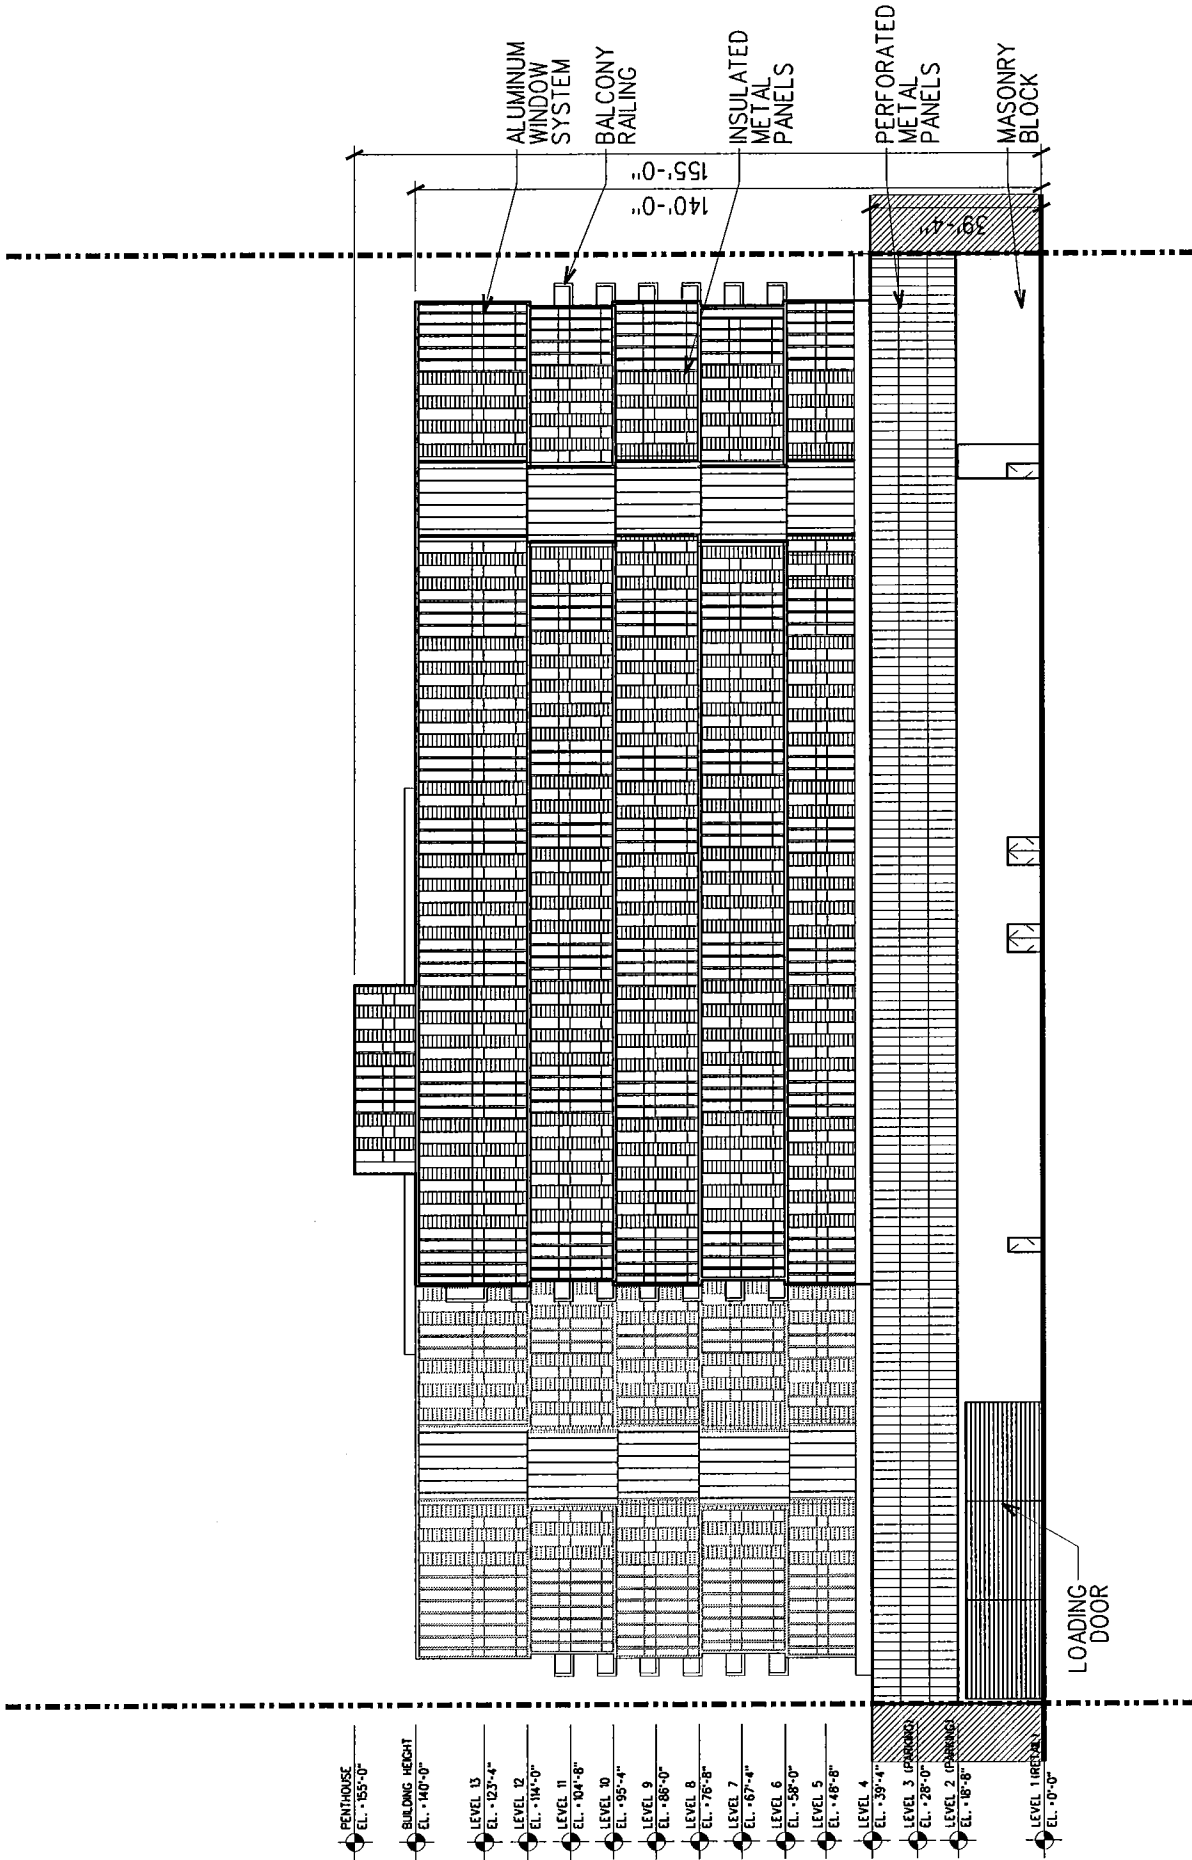 ALUMINUM
WINDOW
SYSTEM
BALCONY
RAILING
INSULATED
METAL
PANELS
PERFORATED
METAL
PANELS
MASONRY
BLOCK
155'-0"
140'-0"
39'-4"
LOADING
DOOR
PENTHOUSE
EL. +155'-0"
BUILDING HEIGHT
EL. +140'-0"
LEVEL 13
EL. +123'-4"
LEVEL 12
EL. +114'-0"
LEVEL 11
EL. +104'-8"
LEVEL 10
EL. +95'-4"
LEVEL 9
EL. +86'-0"
LEVEL 8
EL. +76'-8"
LEVEL 7
EL. +67'-4"
LEVEL 6
EL. +58'-0"
LEVEL 5
EL. +48'-8"
LEVEL 4
EL. +39'-4"
LEVEL 3 (PARKING)
EL. +28'-0"
LEVEL 2 (PARKING)
EL. +18'-8"
LEVEL 1 (RETAIL)
EL. +0'-0"